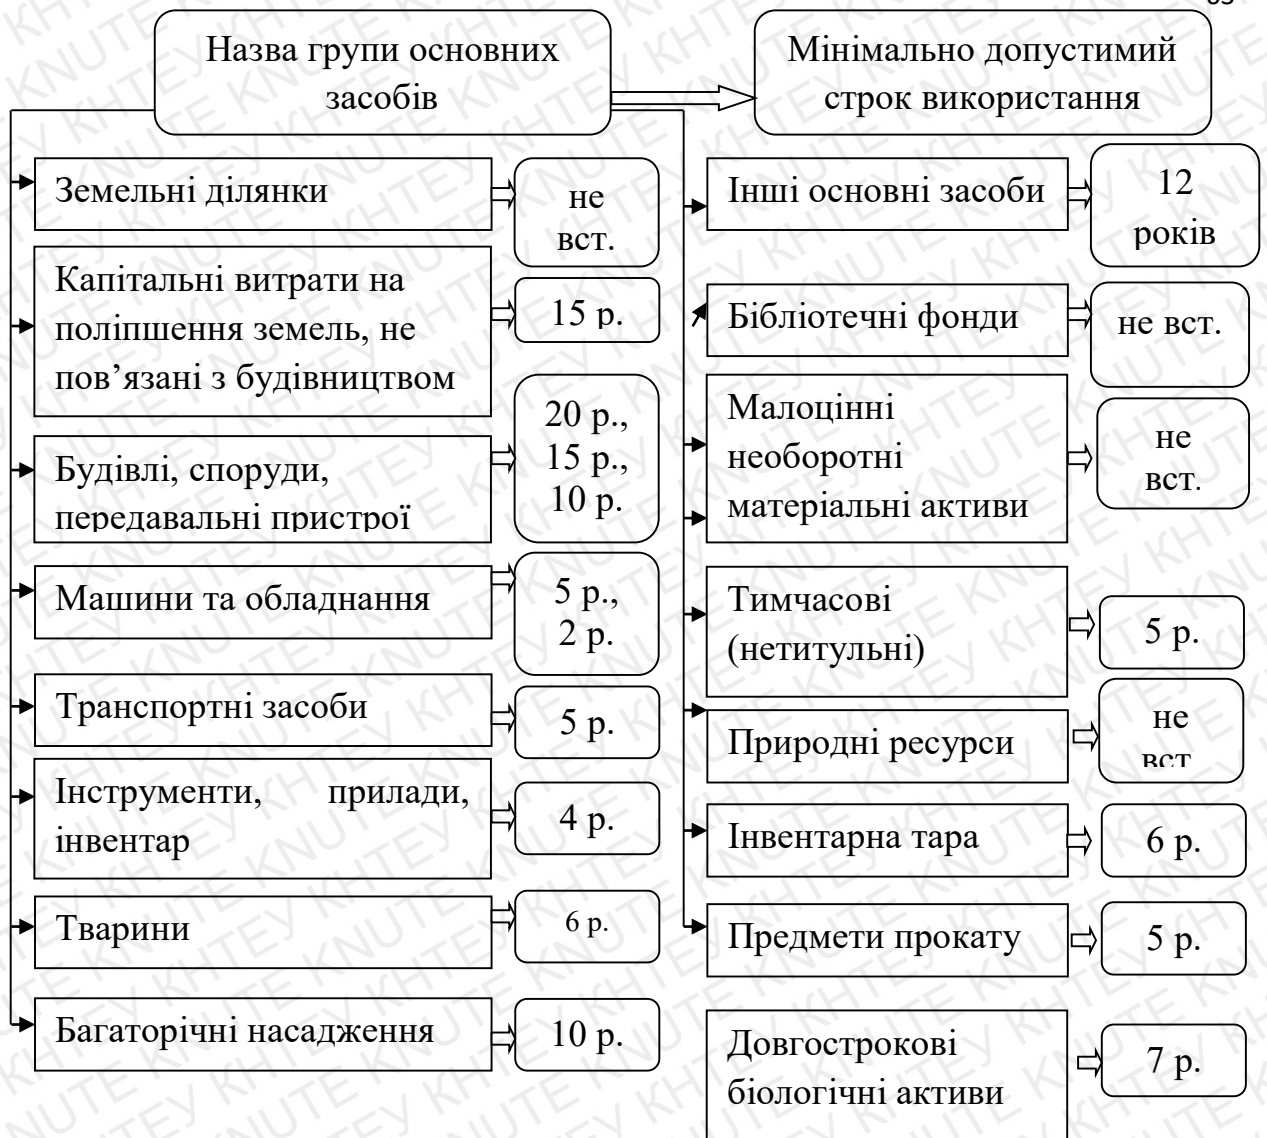 Назва групи основних
засобів
Мінімально допустимий
строк використання
Земельні ділянки
не
вст.
Капітальні витрати на
поліпшення земель, не
пов’язані з будівництвом
15 р.
Будівлі, споруди,
передавальні пристрої
20 р.,
15 р.,
10 р.
Машини та обладнання
5 р.,
2 р.
Транспортні засоби
5 р.
Інструменти, прилади,
інвентар
4 р.
Тварини
6 р.
Багаторічні насадження
10 р.
Інші основні засоби
12
років
Бібліотечні фонди
не вст.
Малоцінні
необоротні
матеріальні активи
не
вст.
Тимчасові
(нетитульні)
5 р.
Природні ресурси
не
вст
Інвентарна тара
6 р.
Предмети прокату
5 р.
Довгострокові
біологічні активи
7 р.